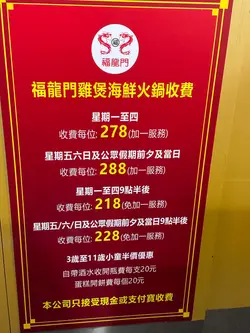 福龍門
福龍門雞煲海鮮火鍋收費
星期一至四
收費每位: 278(加一服務)
星期五六日及公眾假期前夕及當日
收費每位: 288(加一服務)
星期一至四9點半後
收費每位: 218(免加一服務)
星期五/六/日及公眾假期前夕及當日9點半後
收費每位: 228(免加一服務)
3歲至11歲小童半價優惠
自帶酒水收開瓶費每支20元
蛋糕開餅費每個20元
本公司只接受現金或支付寶收費